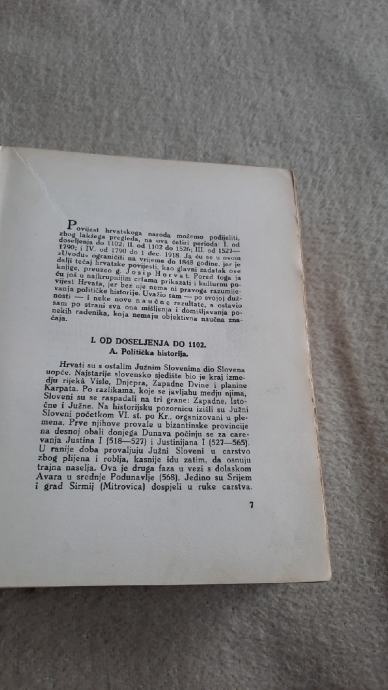 Povijest hrvatskoga naroda možemo podijeliti,
zbog lakšega pregleda, na ova četiri perioda: I. od
doseljenja do 1102; II. od 1102 do 1526; III. od 1527—
1790; i IV. od 1790 do 1 dec. 1918. Ja ću se u ovom
»Uvodu« ograničiti na vrijeme do 1848 godine, jer je
dalji tečaj hrvatske povijesti, kao glavni zadatak ove
knjige, preuzeo g. Josip Horvat. Pored toga ja
ću još u najkrupnijim crtama prikazati i kulturnu po-
vijest Hrvata, jer bez nje nema ni pravoga razumije-
vanja političke historije. Uvažio sam — po svojoj duž-
nosti — i neke nove naučne rezultate, a ostavio
sam po strani sva ona mišljenja i domišljavanja po-
nekih radenika, koja nemaju objektivna naučna zna-
čaja.
I. OD DOSELJENJA DO 1102.
A. Politička historija.
Hrvati su s ostalim Južnim Slovenima dio Slovena
uopće. Najstarije slovensko sjedište bio je kraj izme-
dju rijekâ Visle, Dnjepra, Zapadne Dvine i planine
Karpata. Po razlikama, koje se javljahu medju njima,
Sloveni su se raspadali na tri grane: Zapadne, Isto-
čne i Južne. Na historijsku pozornicu izišli su Južni
Sloveni početkom VI. st. po Kr., organizovani u ple-
mena. Prve njihove provale u bizantinske provincije
na desnoj obali donjega Dunava počinju se za care-
vanja Justina I (518—527) i Justinijana I (527—565).
U ranije doba provaljuju Južni Sloveni u carstvo
zbog plijena i roblja, kasnije idu zatim, da osnuju
trajna naselja. Ova je druga faza u vezi s dolaskom
Avara u srednje Podunavlje (568). Jedino su Srijem
i grad Sirmij (Mitrovica) dospjeli u ruke carstva.
7